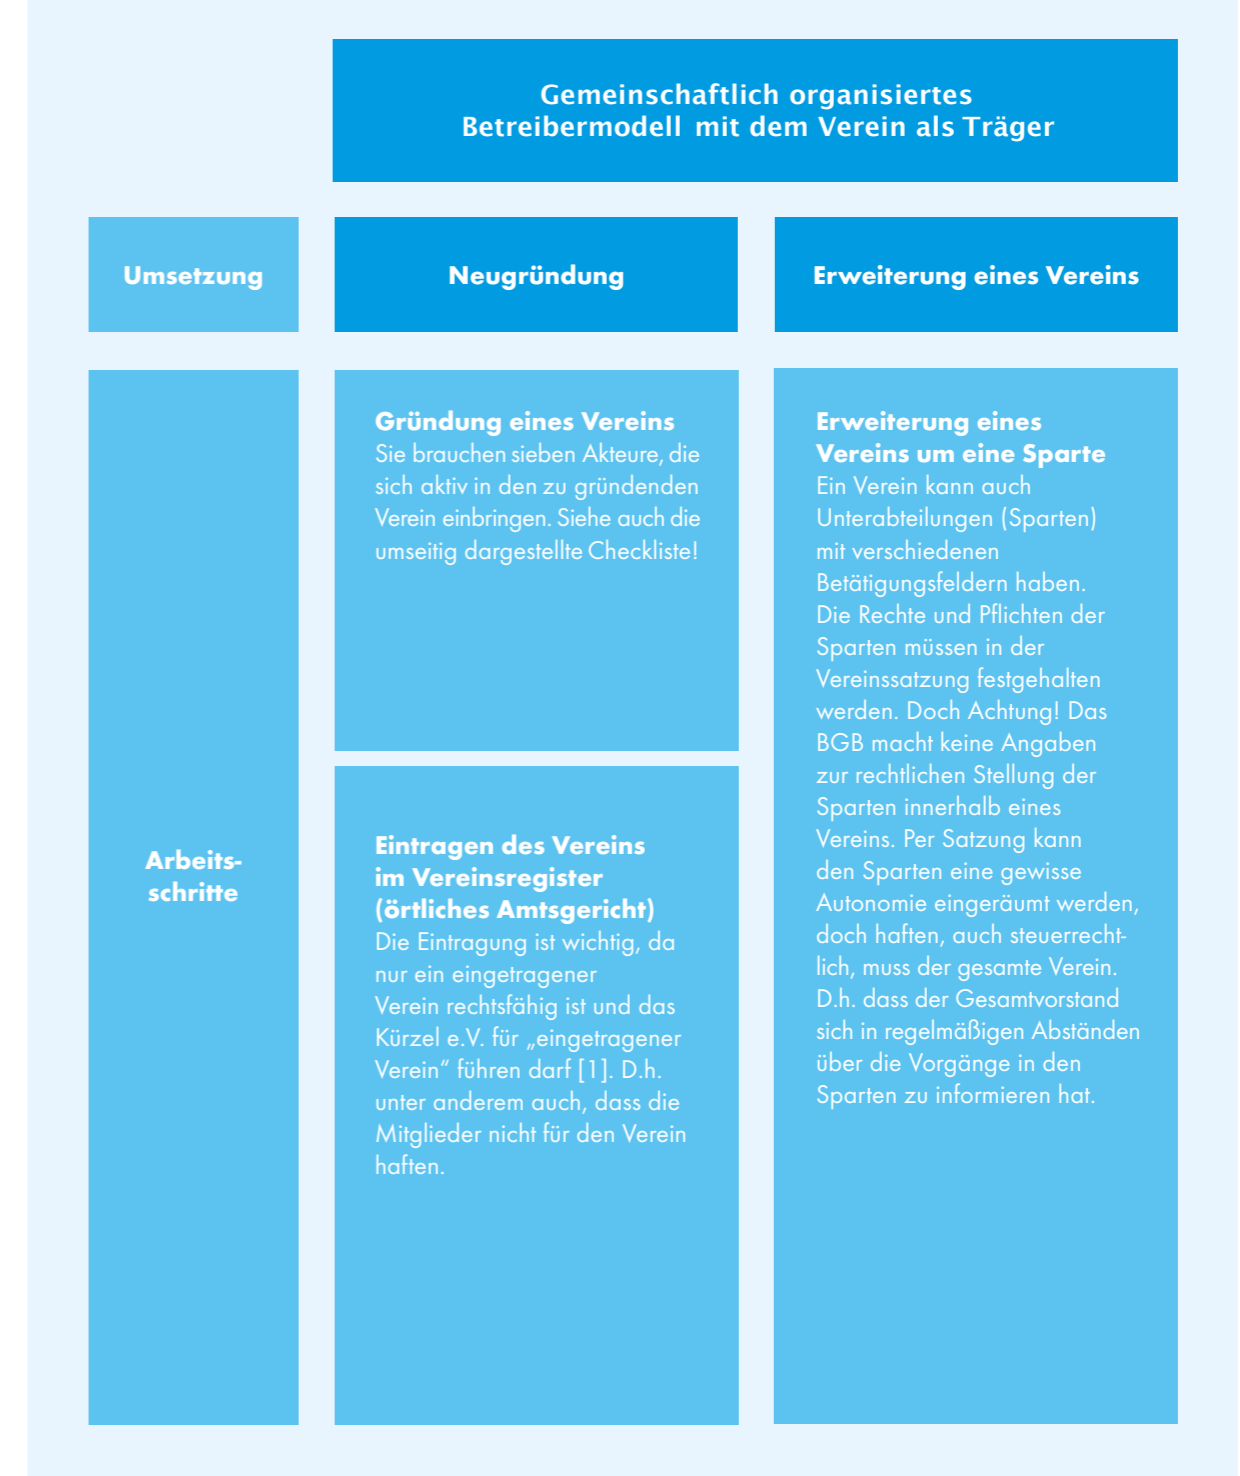 Gemeinschaftlich organisiertes
Betreibermodell mit dem Verein als Träger
Umsetzung
Neugründung
Erweiterung eines Vereins
Arbeits-
schritte
Gründung eines Vereins
Sie brauchen sieben Akteure, die
sich aktiv in den zu gründenden
Verein einbringen. Siehe auch die
umseitig dargestellte Checkliste!
Eintragen des Vereins
im Vereinsregister
(örtliches Amtsgericht)
Die Eintragung ist wichtig, da
nur ein eingetragener
Verein rechtsfähig ist und das
Kürzel e.V. für „eingetragener
Verein“ führen darf [1]. D.h.
unter anderem auch, dass die
Mitglieder nicht für den Verein
haften.
Erweiterung eines
Vereins um eine Sparte
Ein Verein kann auch
Unterabteilungen (Sparten)
mit verschiedenen
Betätigungsfeldern haben.
Die Rechte und Pflichten der
Sparten müssen in der
Vereinssatzung festgehalten
werden. Doch Achtung! Das
BGB macht keine Angaben
zur rechtlichen Stellung der
Sparten innerhalb eines
Vereins. Per Satzung kann
den Sparten eine gewisse
Autonomie eingeräumt werden,
doch haften, auch steuerrecht-
lich, muss der gesamte Verein.
D.h. dass der Gesamtvorstand
sich in regelmäßigen Abständen
über die Vorgänge in den
Sparten zu informieren hat.